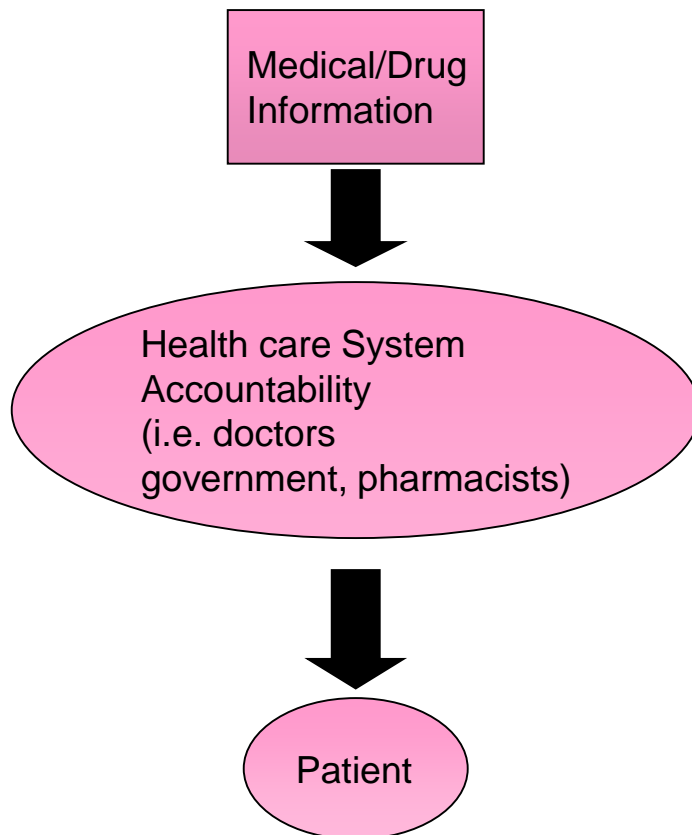 Medical/Drug
Information
Health care System
Accountability
(i.e. doctors
government, pharmacists)
Patient